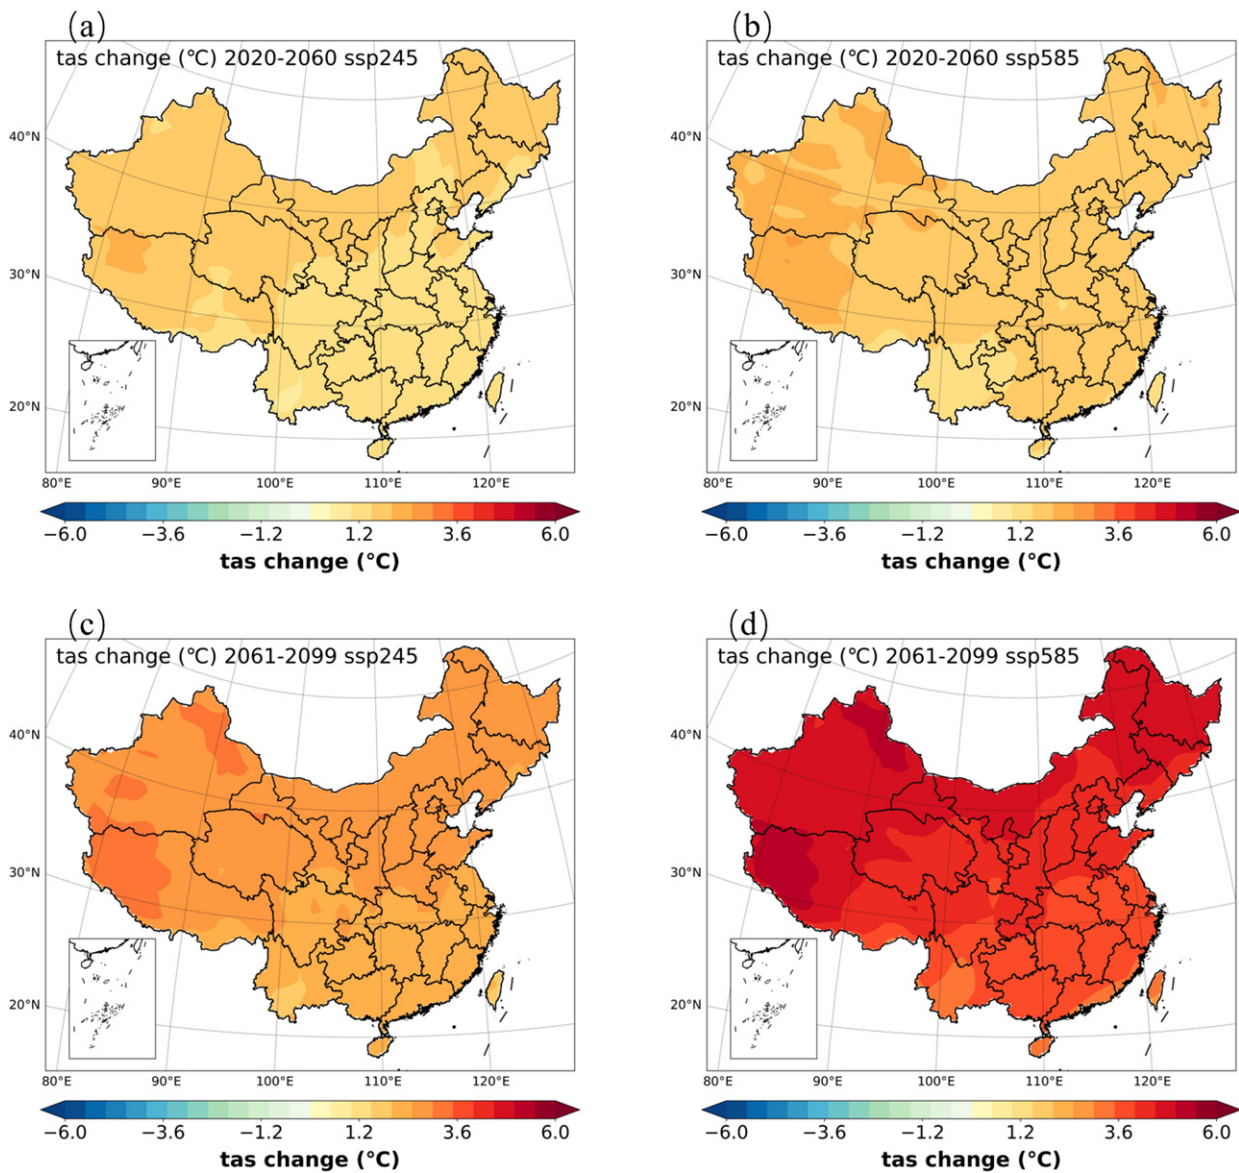 (a)
tas change (℃) 2020-2060 ssp245
40°N
30°N
20°N
80°E 90°E 100°E 110°E 120°E
−6.0 −3.6 −1.2 1.2 3.6 6.0
tas change (℃)
(b)
tas change (℃) 2020-2060 ssp585
40°N
30°N
20°N
80°E 90°E 100°E 110°E 120°E
−6.0 −3.6 −1.2 1.2 3.6 6.0
tas change (℃)
(c)
tas change (℃) 2061-2099 ssp245
40°N
30°N
20°N
80°E 90°E 100°E 110°E 120°E
−6.0 −3.6 −1.2 1.2 3.6 6.0
tas change (℃)
(d)
tas change (℃) 2061-2099 ssp585
40°N
30°N
20°N
80°E 90°E 100°E 110°E 120°E
−6.0 −3.6 −1.2 1.2 3.6 6.0
tas change (℃)